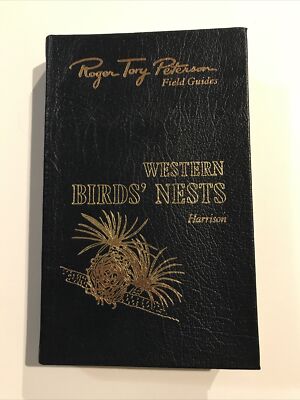 Roger Tory Peterson
Field Guides
WESTERN
BIRDS' NESTS
Harrison